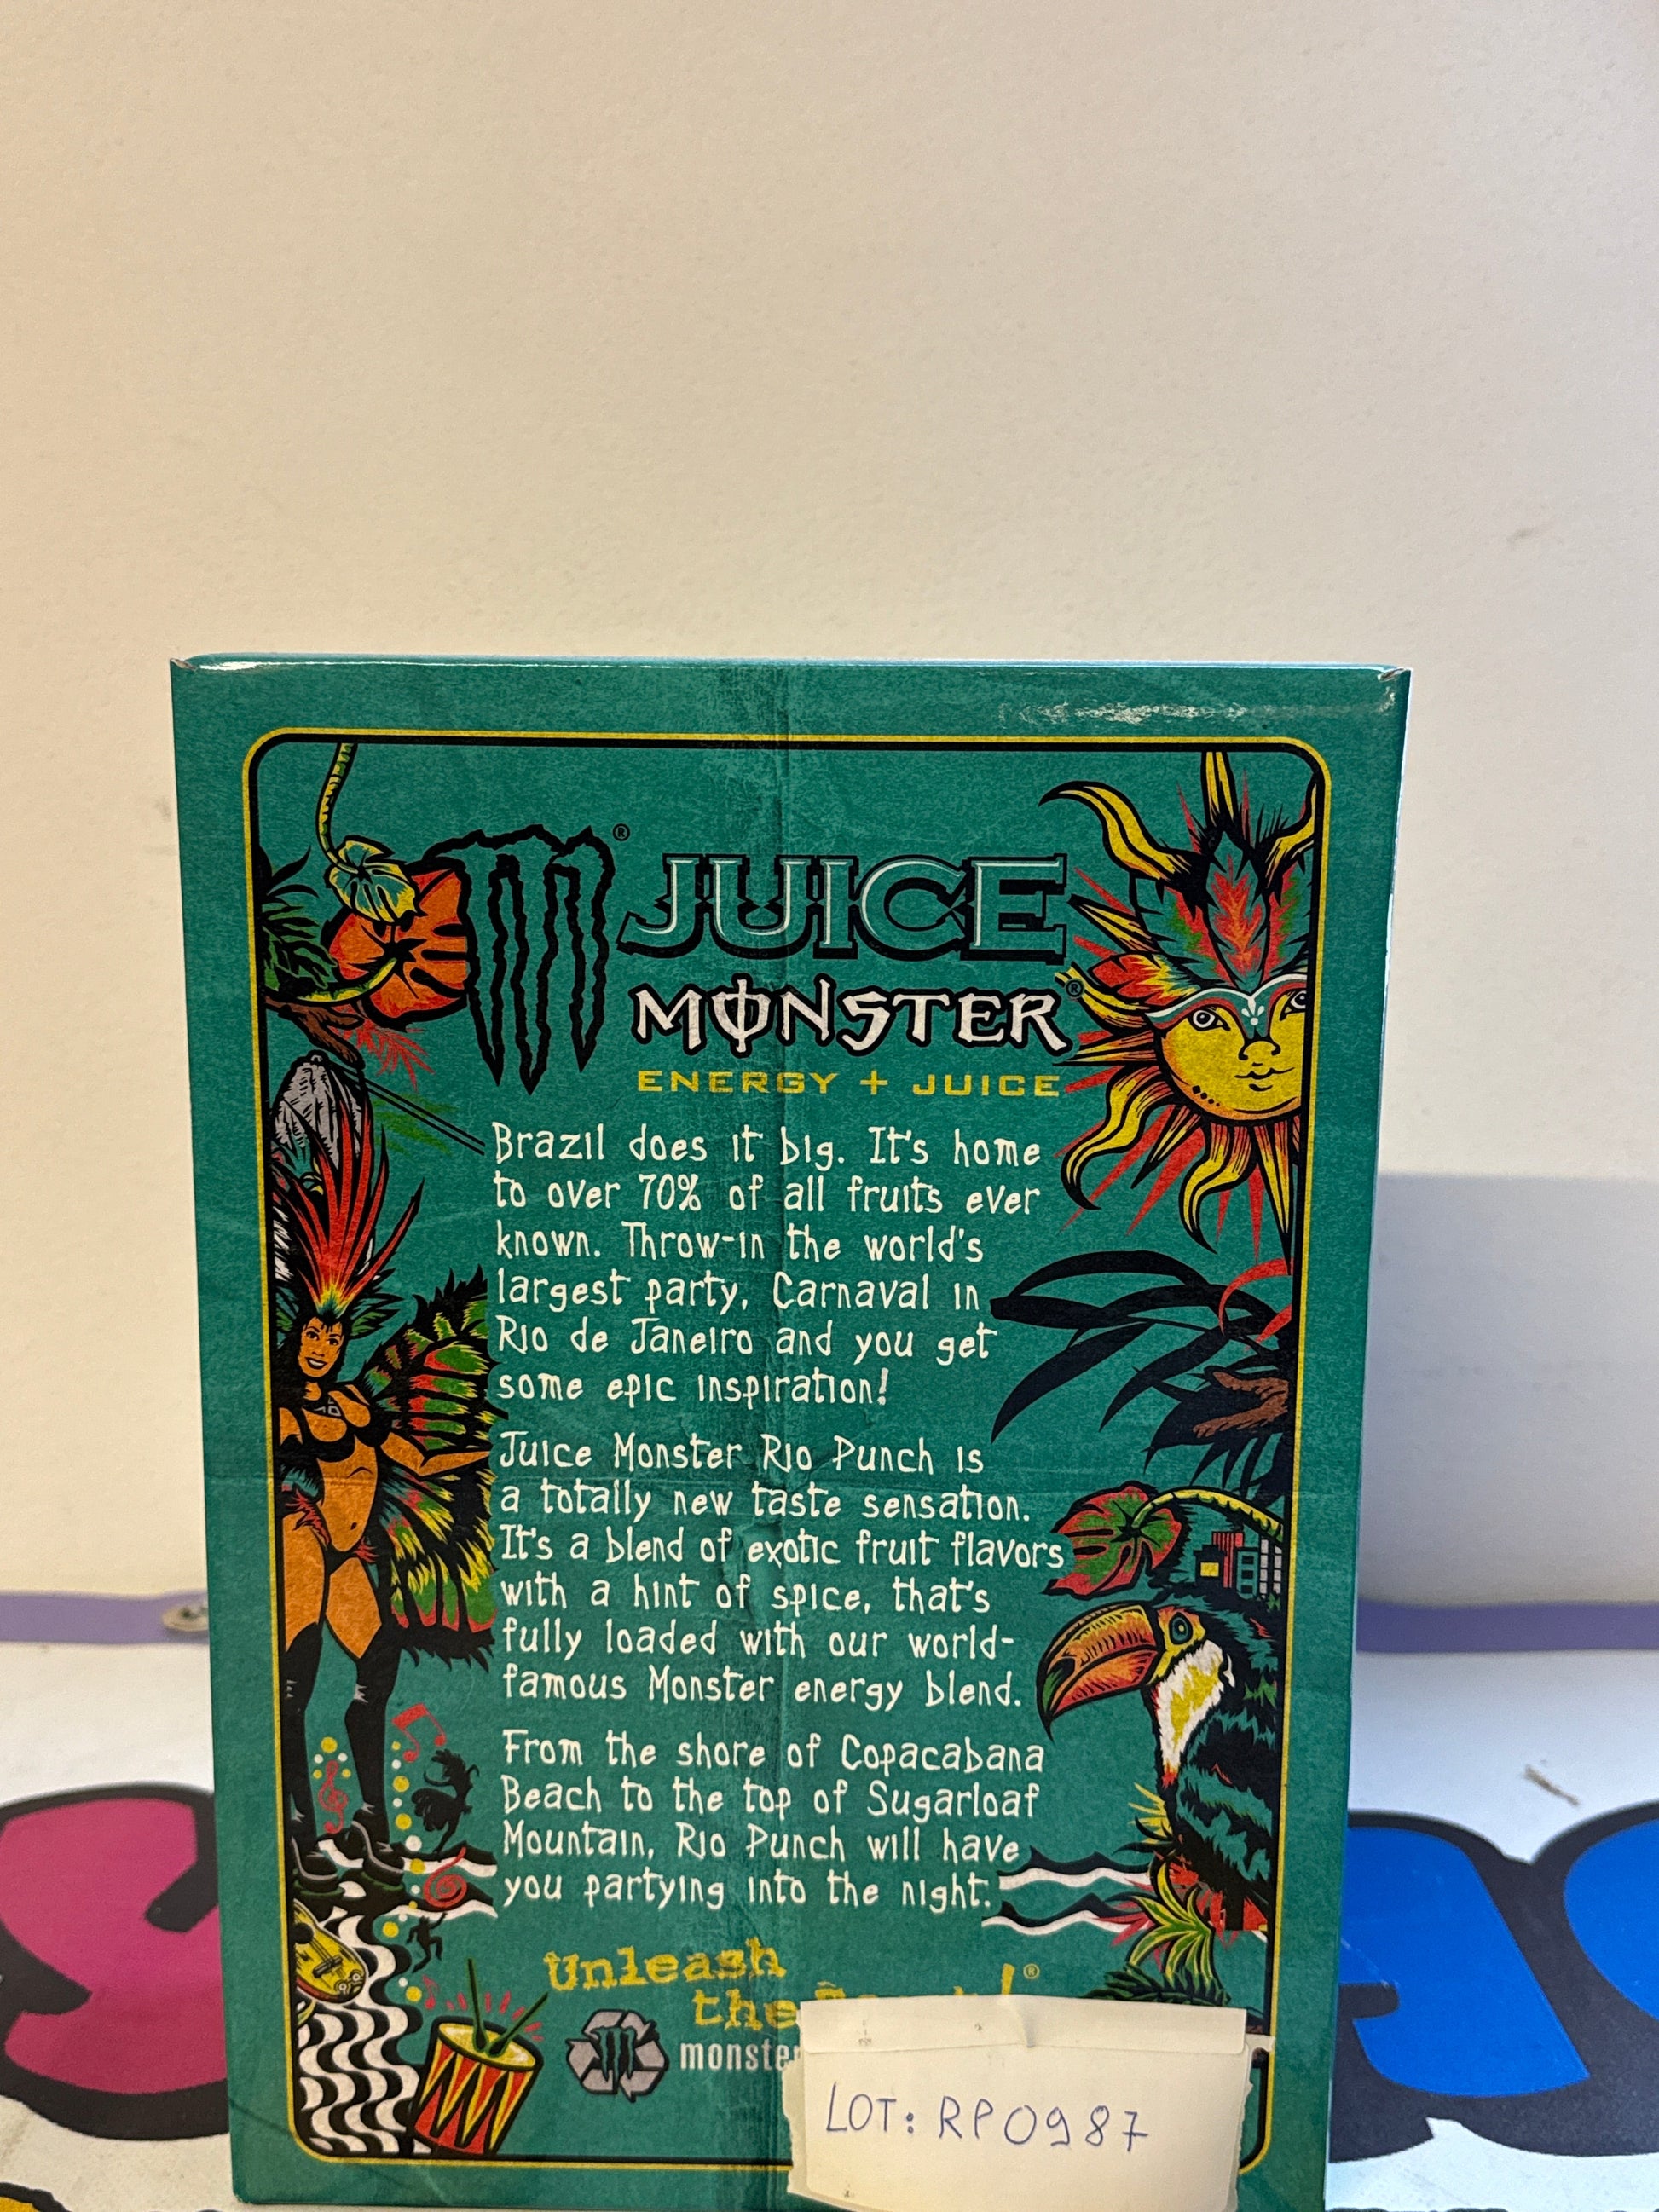 JUICE
MONSTER
ENERGY + JUICE
Brazil does it big. It's home
to over 70% of all fruits ever
known. Throw-in the world's
largest party, Carnaval in
Rio de Janeiro and you get
some epic inspiration!
Juice Monster Rio Punch is
a totally new taste sensation.
It's a blend of exotic fruit flavors
with a hint of spice, that's
fully loaded with our world-
famous Monster energy blend.
From the shore of Copacabana
Beach to the top of Sugarloaf
Mountain, Rio Punch will have
you partying into the night.
Unleash
the
LOT: RP0987